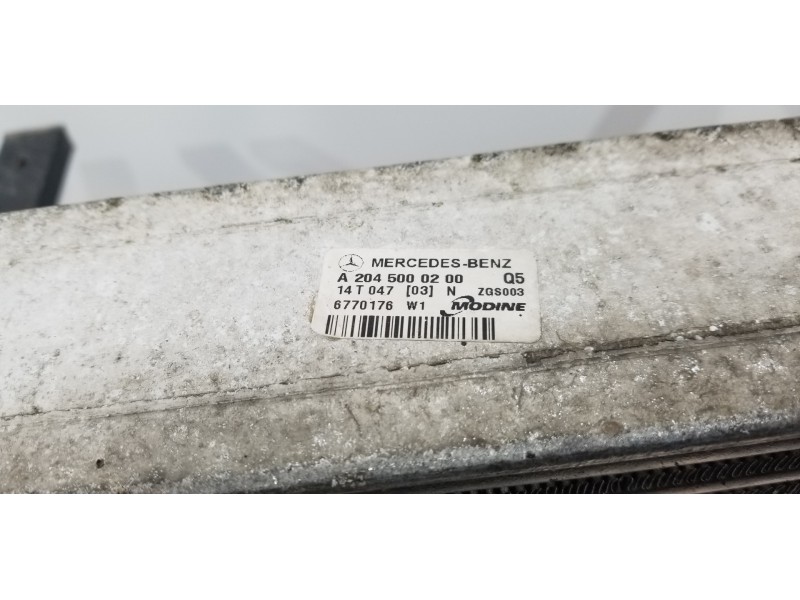 MERCEDES-BENZ
A 204 500 02 00 Q5
14 T 047 [03] N ZGS003
6770176 W1 MODINE